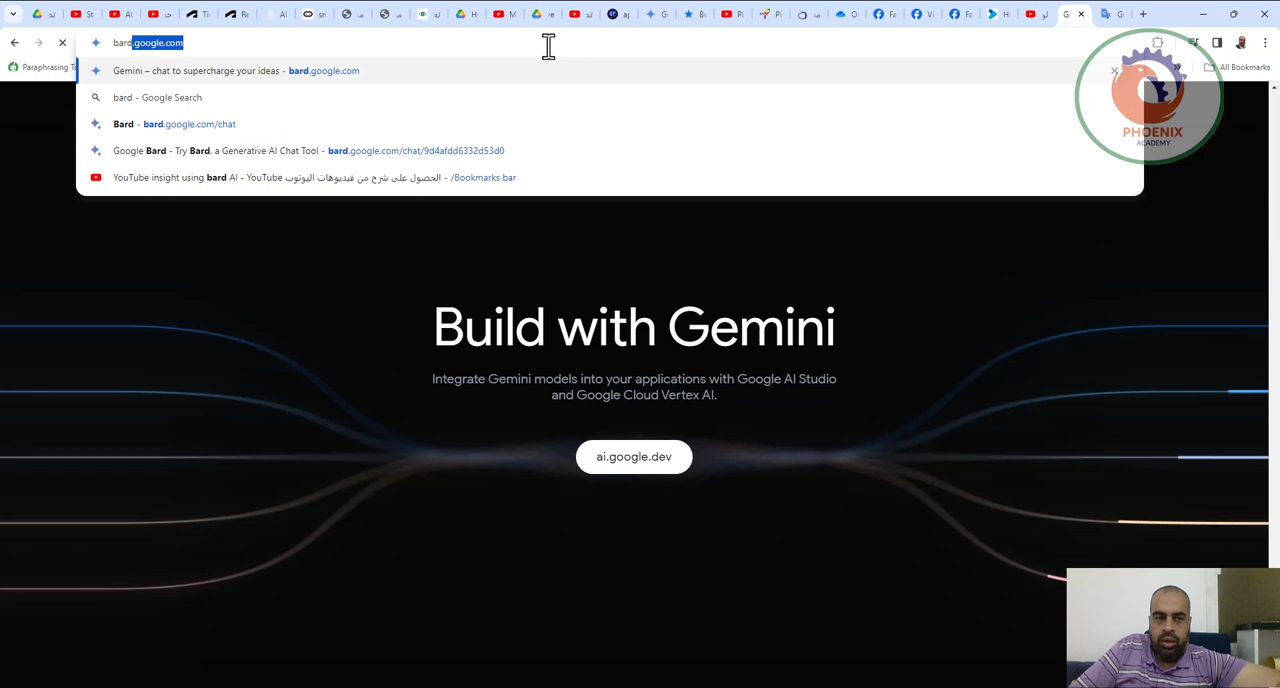 bard.google.com
Paraphrasing To
All Bookmarks
Gemini – chat to supercharge your ideas - bard.google.com
bard - Google Search
Bard - bard.google.com/chat
Google Bard - Try Bard, a Generative AI Chat Tool - bard.google.com/chat/9d4afdd6332d53d0
YouTube insight using bard AI - YouTube الحصول على شرح من فيديوهات اليوتوب - /Bookmarks bar
PHOENIX
ACADEMY
Build with Gemini
Integrate Gemini models into your applications with Google AI Studio
and Google Cloud Vertex AI.
ai.google.dev